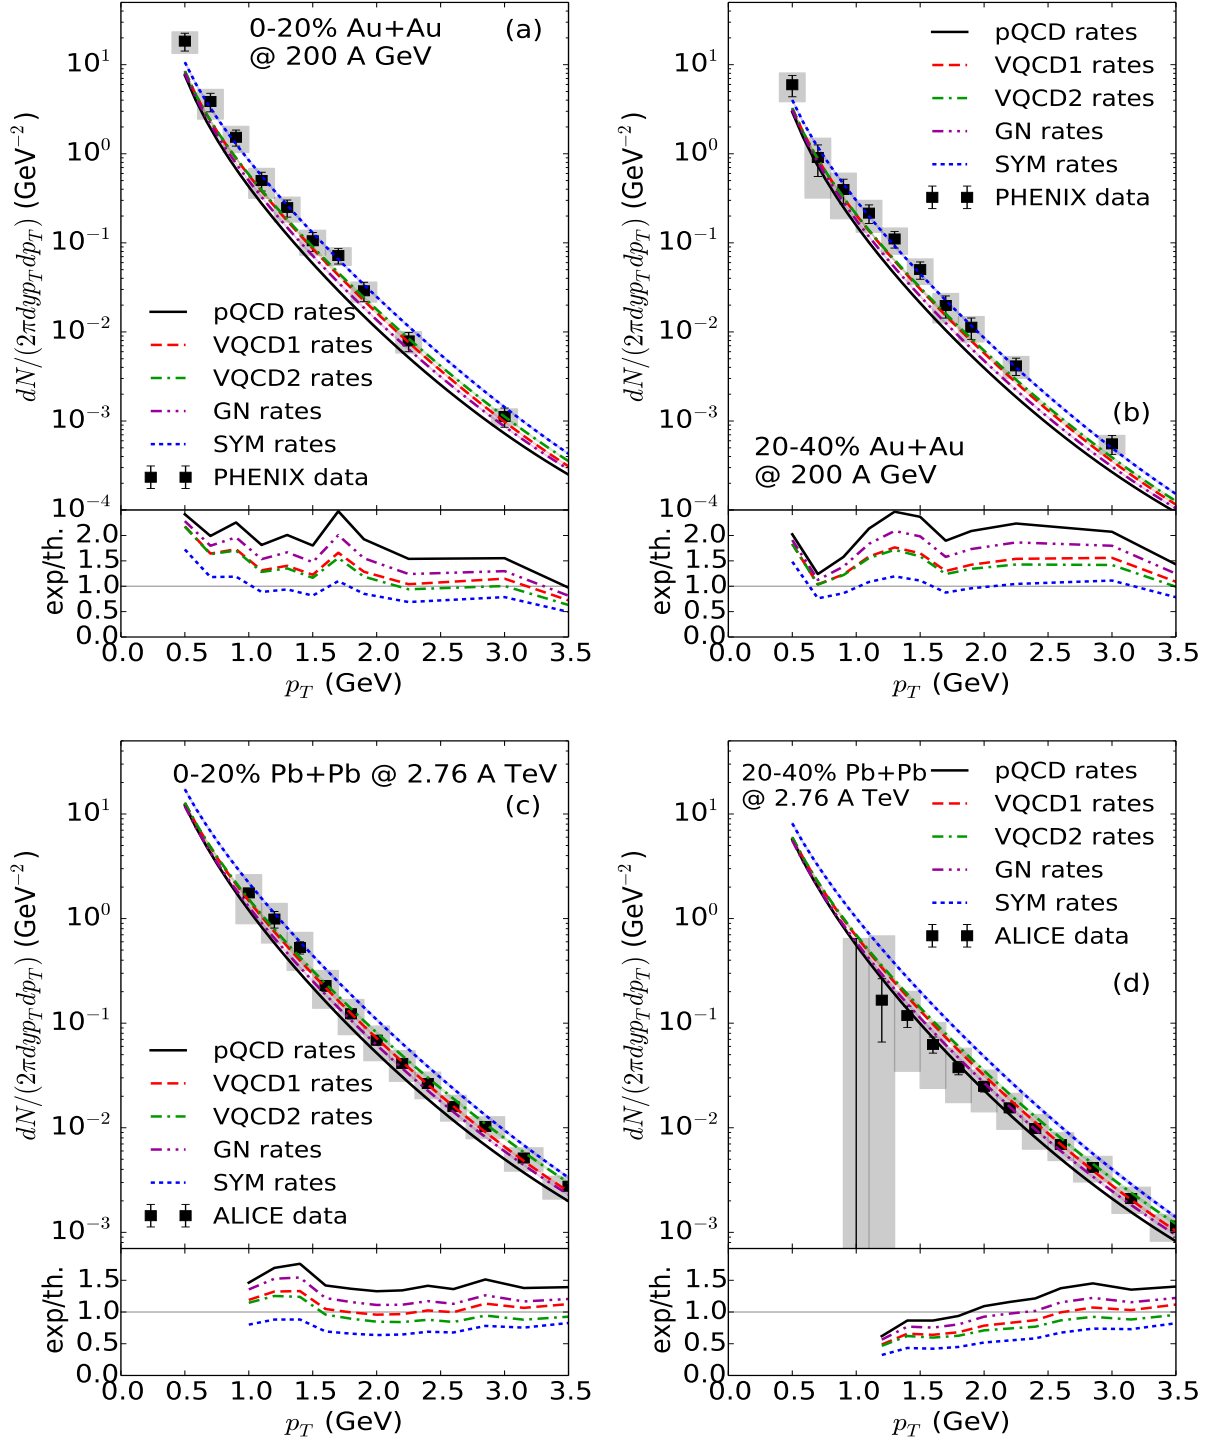 0-20% Au+Au
@ 200 A GeV
(a)
10^1
10^0
10^{-1}
10^{-2}
10^{-3}
10^{-4}
dN/(2πdyp_T dp_T) (GeV^{-2})
pQCD rates
VQCD1 rates
VQCD2 rates
GN rates
SYM rates
PHENIX data
2.0
1.5
1.0
0.5
0.0
exp/th.
0.0 0.5 1.0 1.5 2.0 2.5 3.0 3.5
p_T (GeV)
pQCD rates
VQCD1 rates
VQCD2 rates
GN rates
SYM rates
PHENIX data
10^1
10^0
10^{-1}
10^{-2}
10^{-3}
10^{-4}
dN/(2πdyp_T dp_T) (GeV^{-2})
(b)
20-40% Au+Au
@ 200 A GeV
2.0
1.5
1.0
0.5
0.0
exp/th.
0.0 0.5 1.0 1.5 2.0 2.5 3.0 3.5
p_T (GeV)
0-20% Pb+Pb @ 2.76 A TeV
(c)
10^1
10^0
10^{-1}
10^{-2}
10^{-3}
dN/(2πdyp_T dp_T) (GeV^{-2})
pQCD rates
VQCD1 rates
VQCD2 rates
GN rates
SYM rates
ALICE data
1.5
1.0
0.5
0.0
exp/th.
0.0 0.5 1.0 1.5 2.0 2.5 3.0 3.5
p_T (GeV)
20-40% Pb+Pb
@ 2.76 A TeV
pQCD rates
VQCD1 rates
VQCD2 rates
GN rates
SYM rates
ALICE data
(d)
10^1
10^0
10^{-1}
10^{-2}
10^{-3}
dN/(2πdyp_T dp_T) (GeV^{-2})
1.5
1.0
0.5
0.0
exp/th.
0.0 0.5 1.0 1.5 2.0 2.5 3.0 3.5
p_T (GeV)